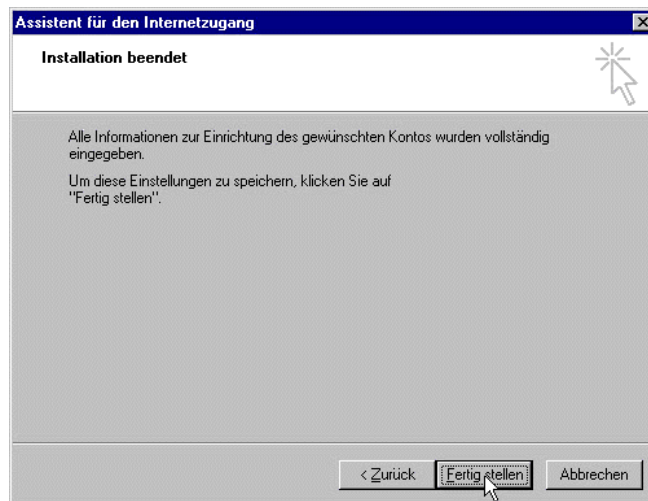 Assistent für den Internetzugang
Installation beendet
Alle Informationen zur Einrichtung des gewünschten Kontos wurden vollständig
eingegeben.
Um diese Einstellungen zu speichern, klicken Sie auf
"Fertig stellen".
< Zurück Fertig stellen Abbrechen